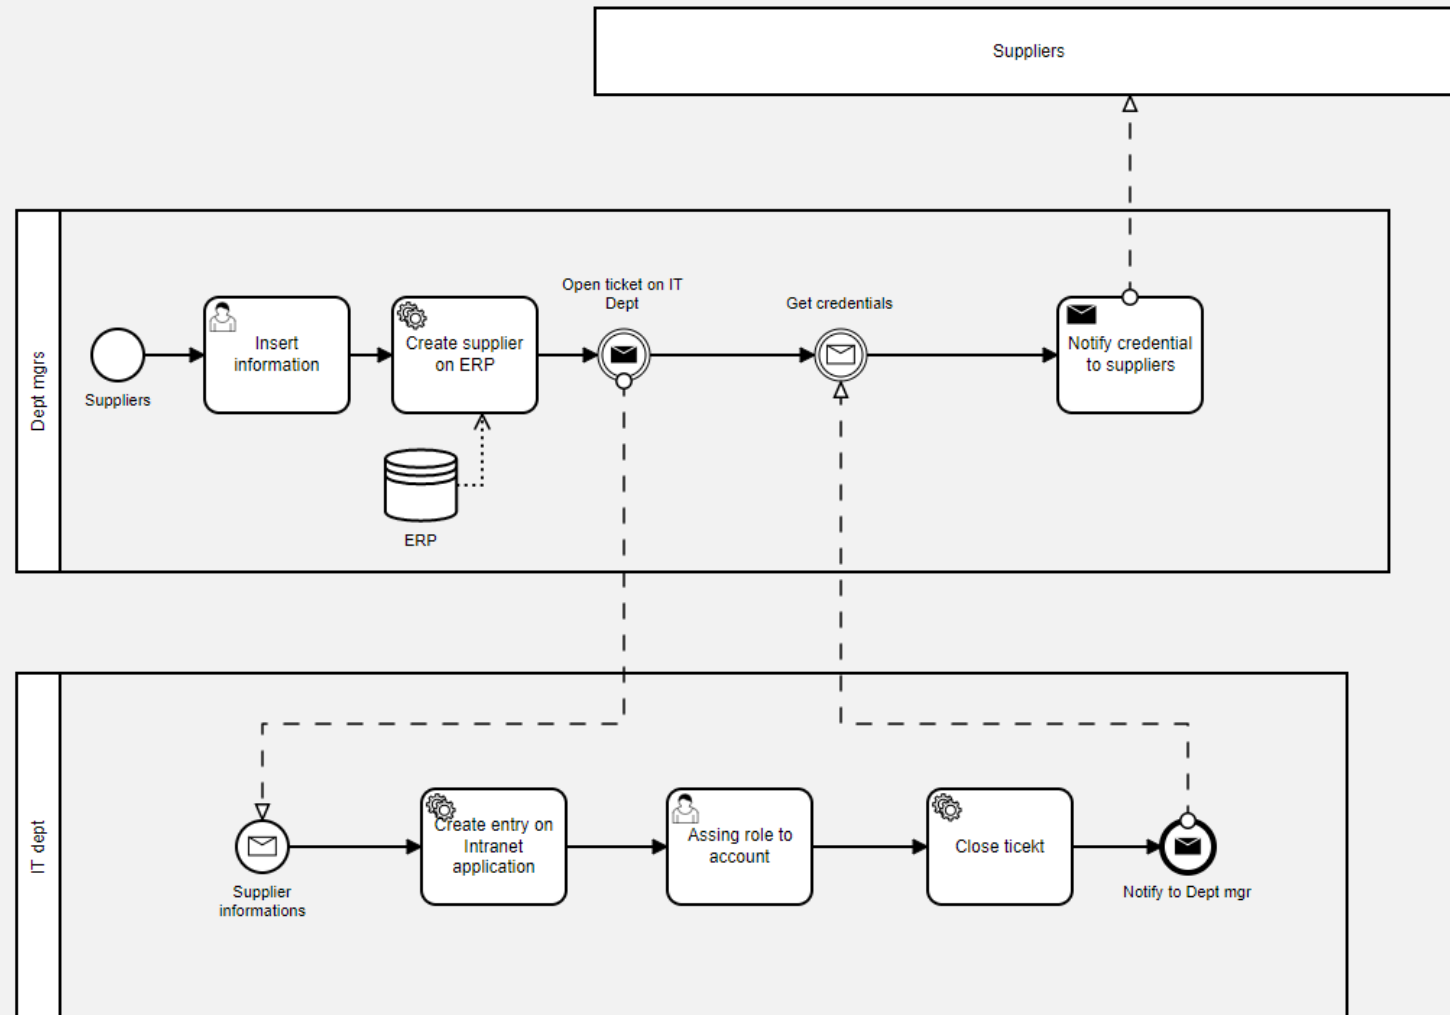 Suppliers
Dept mgrs
Open ticket on IT
Dept
Get credentials
Insert
information
Create supplier
on ERP
Notify credential
to suppliers
Suppliers
ERP
IT dept
Create entry on
Intranet
application
Assing role to
account
Close ticekt
Supplier
informations
Notify to Dept mgr